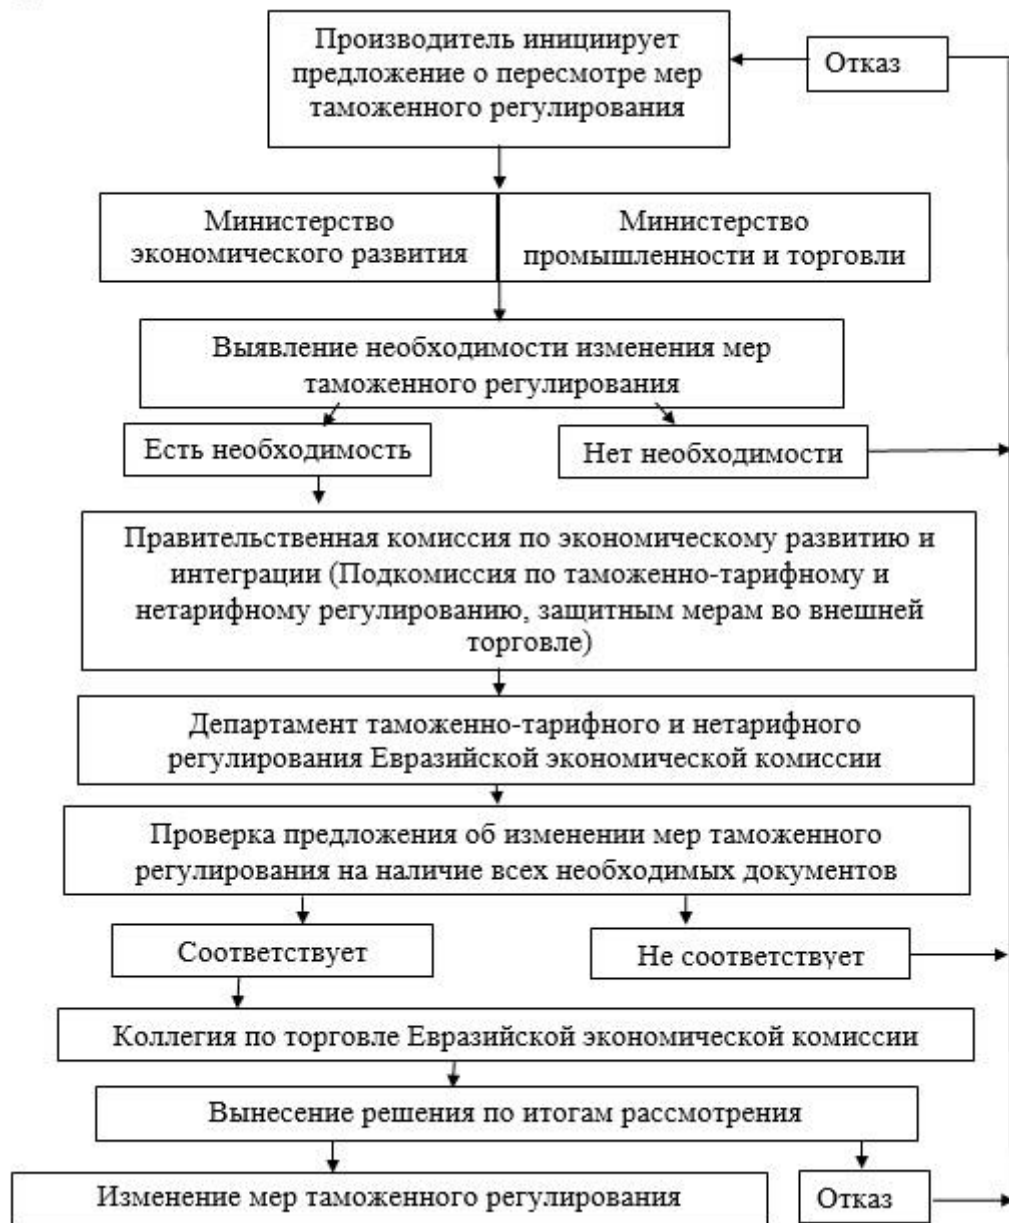 Производитель инициирует
предложение о пересмотре мер
таможенного регулирования
Отказ
Министерство
экономического развития
Министерство
промышленности и торговли
Выявление необходимости изменения мер
таможенного регулирования
Есть необходимость
Нет необходимости
Правительственная комиссия по экономическому развитию и
интеграции (Подкомиссия по таможенно-тарифному и
нетарифному регулированию, защитным мерам во внешней
торговле)
Департамент таможенно-тарифного и нетарифного
регулирования Евразийской экономической комиссии
Проверка предложения об изменении мер таможенного
регулирования на наличие всех необходимых документов
Соответствует
Не соответствует
Коллегия по торговле Евразийской экономической комиссии
Вынесение решения по итогам рассмотрения
Изменение мер таможенного регулирования
Отказ